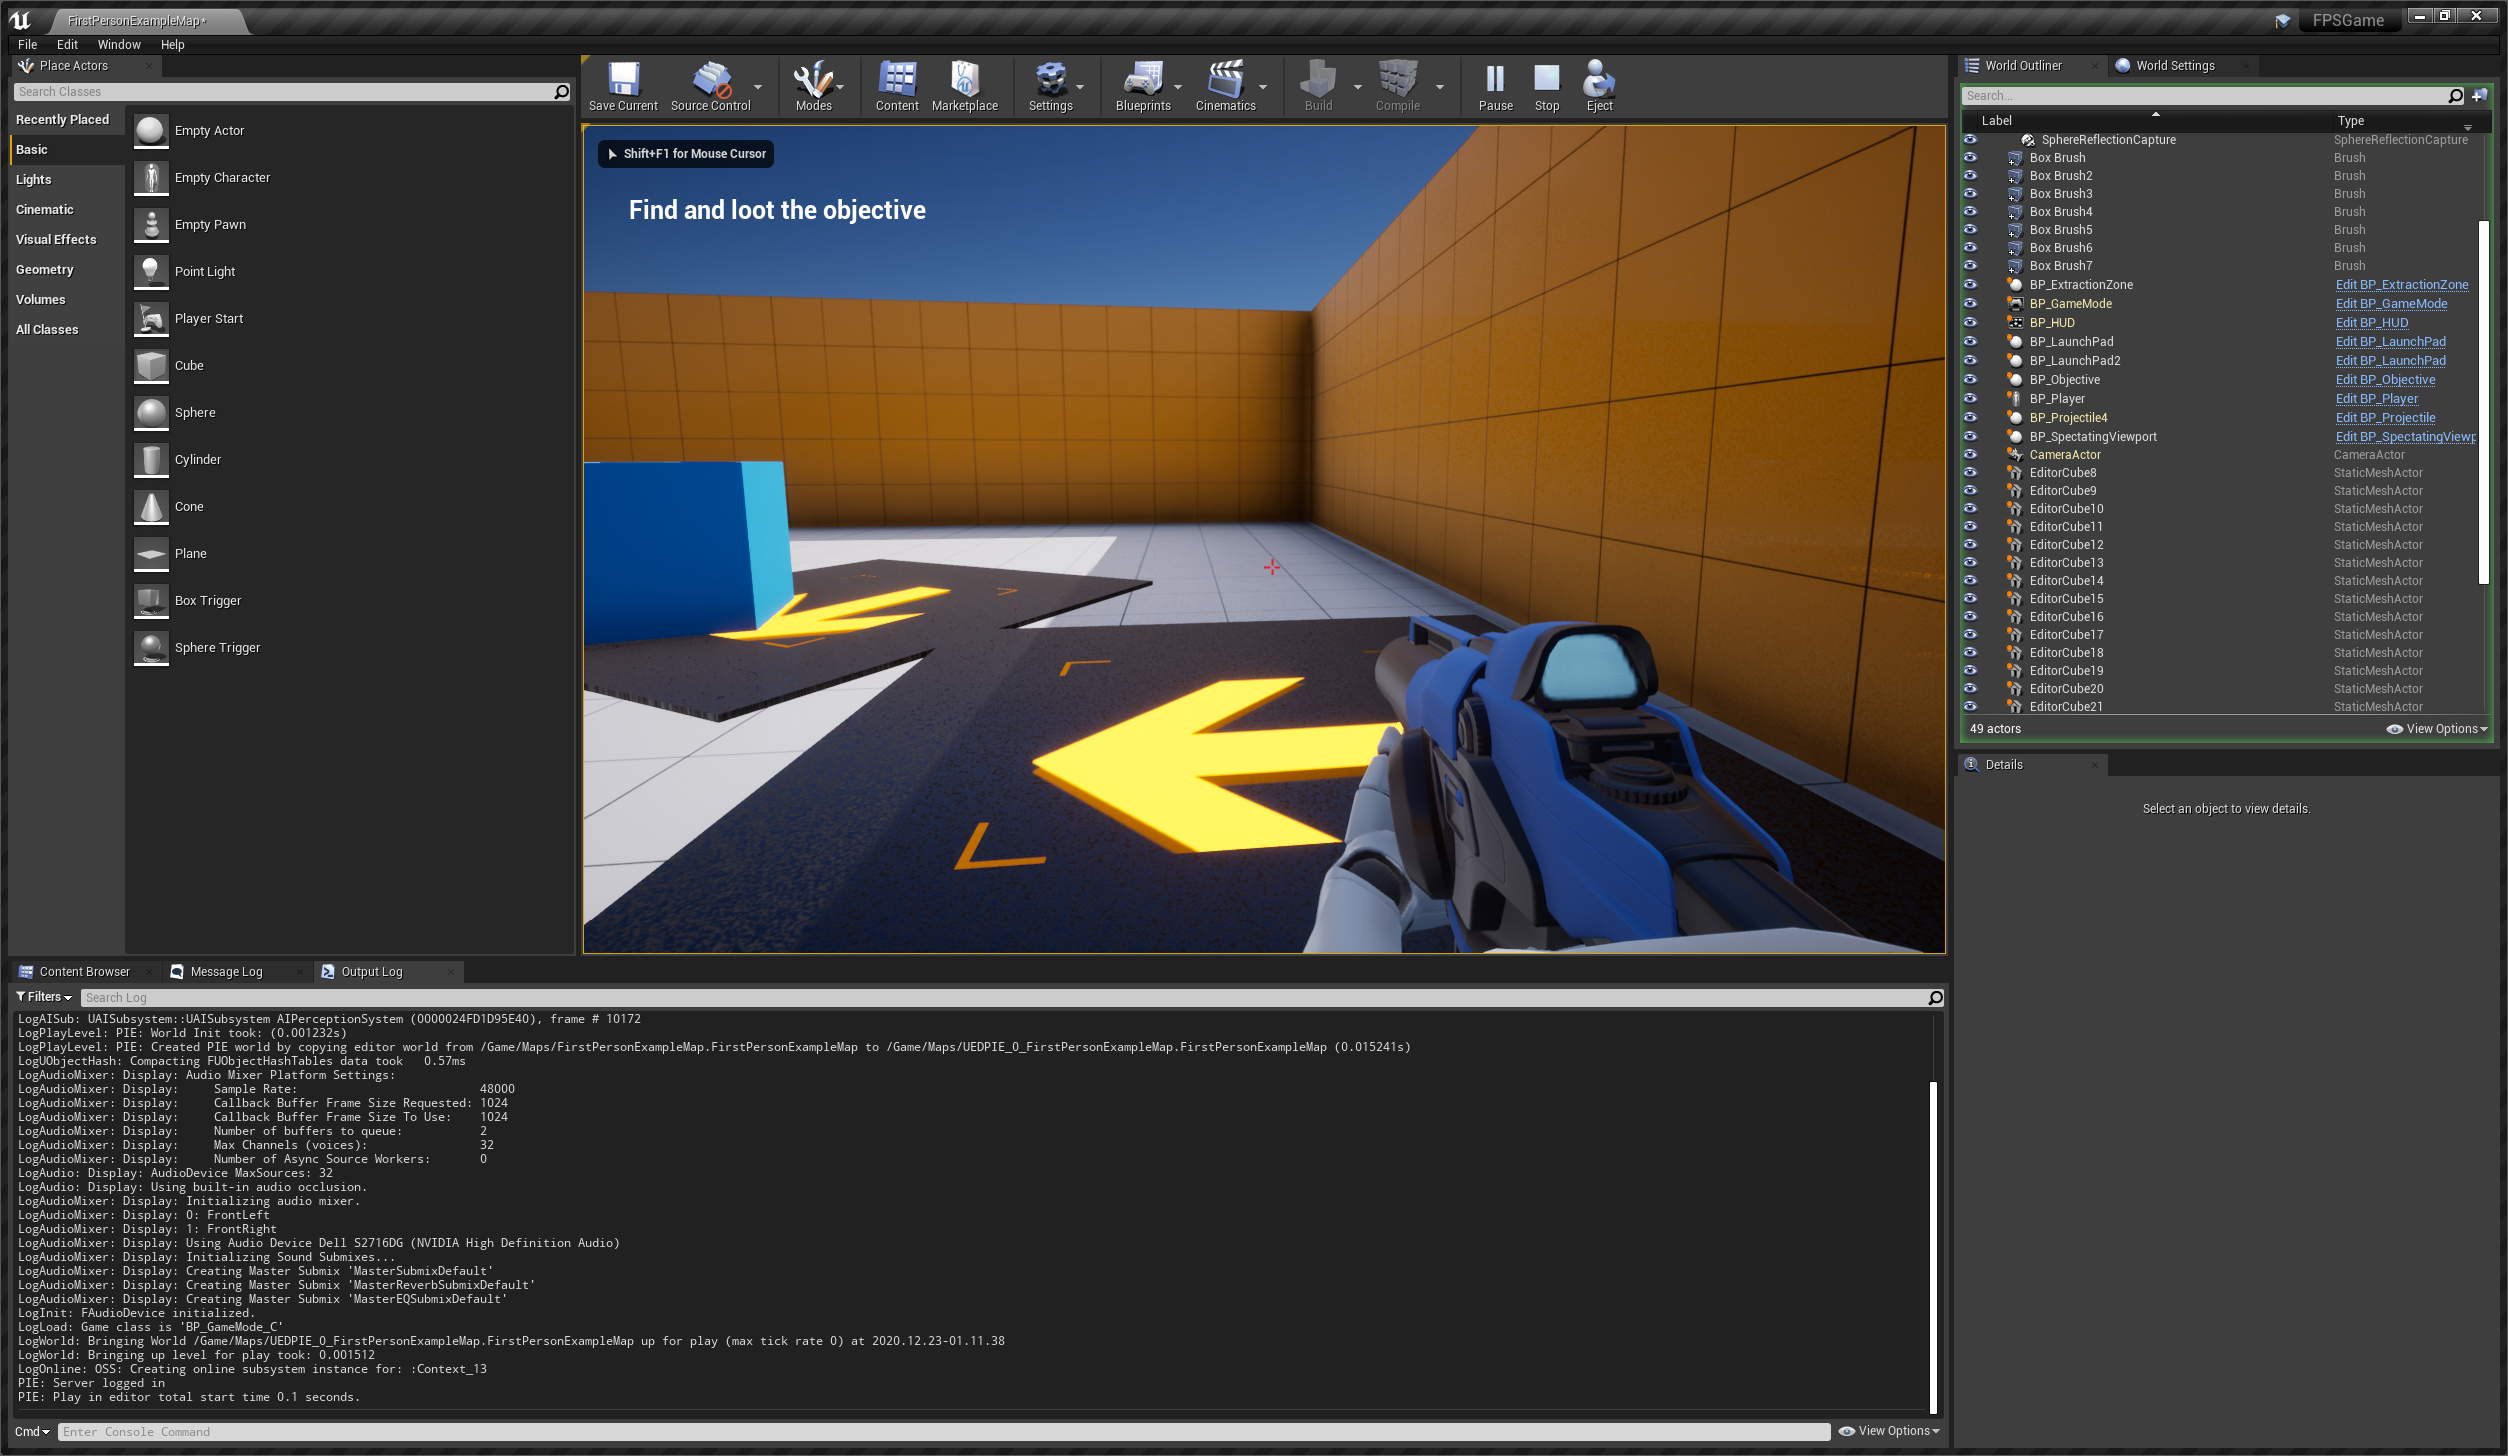 FirstPersonExampleMap*
FPSGame
File Edit Window Help
Place Actors
Search Classes
Recently Placed
Basic
Lights
Cinematic
Visual Effects
Geometry
Volumes
All Classes
Empty Actor
Empty Character
Empty Pawn
Point Light
Player Start
Cube
Sphere
Cylinder
Cone
Plane
Box Trigger
Sphere Trigger
Save Current Source Control Modes Content Marketplace Settings Blueprints Cinematics Build Compile Pause Stop Eject
Shift+F1 for Mouse Cursor
Find and loot the objective
World Outliner World Settings
Search...
Label Type
SphereReflectionCapture SphereReflectionCapture
Box Brush Brush
Box Brush2 Brush
Box Brush3 Brush
Box Brush4 Brush
Box Brush5 Brush
Box Brush6 Brush
Box Brush7 Brush
BP_ExtractionZone Edit BP_ExtractionZone
BP_GameMode Edit BP_GameMode
BP_HUD Edit BP_HUD
BP_LaunchPad Edit BP_LaunchPad
BP_LaunchPad2 Edit BP_LaunchPad
BP_Objective Edit BP_Objective
BP_Player Edit BP_Player
BP_Projectile4 Edit BP_Projectile
BP_SpectatingViewport Edit BP_SpectatingViewp
CameraActor CameraActor
EditorCube8 StaticMeshActor
EditorCube9 StaticMeshActor
EditorCube10 StaticMeshActor
EditorCube11 StaticMeshActor
EditorCube12 StaticMeshActor
EditorCube13 StaticMeshActor
EditorCube14 StaticMeshActor
EditorCube15 StaticMeshActor
EditorCube16 StaticMeshActor
EditorCube17 StaticMeshActor
EditorCube18 StaticMeshActor
EditorCube19 StaticMeshActor
EditorCube20 StaticMeshActor
EditorCube21 StaticMeshActor
49 actors View Options
Details
Select an object to view details.
Content Browser Message Log Output Log
Filters Search Log
LogAISub: UAISubsystem::UAISubsystem AIPerceptionSystem (0000024FD1D95E40), frame # 10172
LogPlayLevel: PIE: World Init took: (0.001232s)
LogPlayLevel: PIE: Created PIE world by copying editor world from /Game/Maps/FirstPersonExampleMap.FirstPersonExampleMap to /Game/Maps/UEDPIE_0_FirstPersonExampleMap.FirstPersonExampleMap (0.015241s)
LogUObjectHash: Compacting FUObjectHashTables data took 0.57ms
LogAudioMixer: Display: Audio Mixer Platform Settings:
LogAudioMixer: Display: Sample Rate: 48000
LogAudioMixer: Display: Callback Buffer Frame Size Requested: 1024
LogAudioMixer: Display: Callback Buffer Frame Size To Use: 1024
LogAudioMixer: Display: Number of buffers to queue: 2
LogAudioMixer: Display: Max Channels (voices): 32
LogAudioMixer: Display: Number of Async Source Workers: 0
LogAudio: Display: AudioDevice MaxSources: 32
LogAudio: Display: Using built-in audio occlusion.
LogAudioMixer: Display: Initializing audio mixer.
LogAudioMixer: Display: 0: FrontLeft
LogAudioMixer: Display: 1: FrontRight
LogAudioMixer: Display: Using Audio Device Dell S2716DG (NVIDIA High Definition Audio)
LogAudioMixer: Display: Initializing Sound Submixes...
LogAudioMixer: Display: Creating Master Submix 'MasterSubmixDefault'
LogAudioMixer: Display: Creating Master Submix 'MasterReverbSubmixDefault'
LogAudioMixer: Display: Creating Master Submix 'MasterEQSubmixDefault'
LogInit: FAudioDevice initialized.
LogLoad: Game class is 'BP_GameMode_C'
LogWorld: Bringing World /Game/Maps/UEDPIE_0_FirstPersonExampleMap.FirstPersonExampleMap up for play (max tick rate 0) at 2020.12.23-01.11.38
LogWorld: Bringing up level for play took: 0.001512
LogOnline: OSS: Creating online subsystem instance for: :Context_13
PIE: Server logged in
PIE: Play in editor total start time 0.1 seconds.
Cmd Enter Console Command View Options